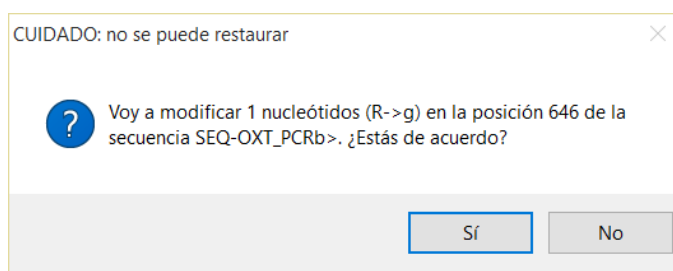 CUIDADO: no se puede restaurar
Voy a modificar 1 nucleótidos (R->g) en la posición 646 de la
secuencia SEQ-OXT_PCRb>. ¿Estás de acuerdo?
Sí No